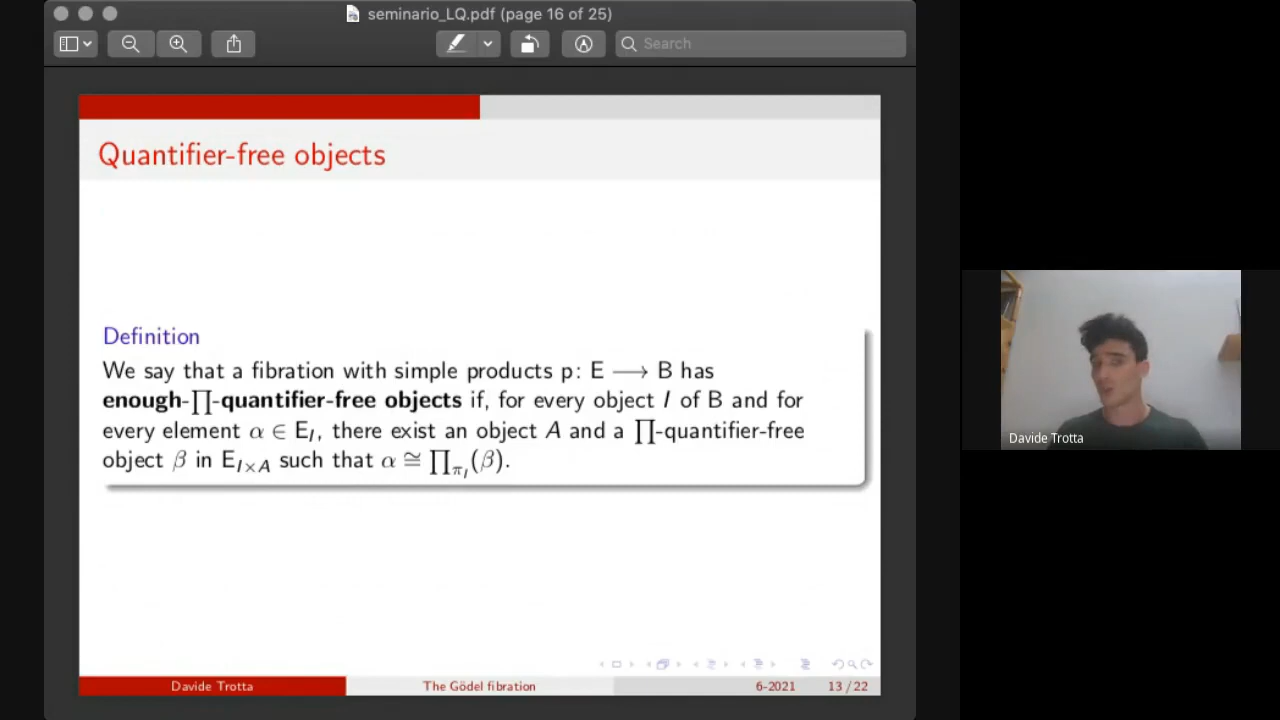 seminario_LQ.pdf (page 16 of 25)
Search
Quantifier-free objects
Definition
We say that a fibration with simple products p: E ⟶ B has
enough-∏-quantifier-free objects if, for every object I of B and for
every element α ∈ E_I, there exist an object A and a ∏-quantifier-free
object β in E_{I×A} such that α ≅ ∏_{π_I}(β).
Davide Trotta
Davide Trotta The Gödel fibration 6-2021 13 / 22